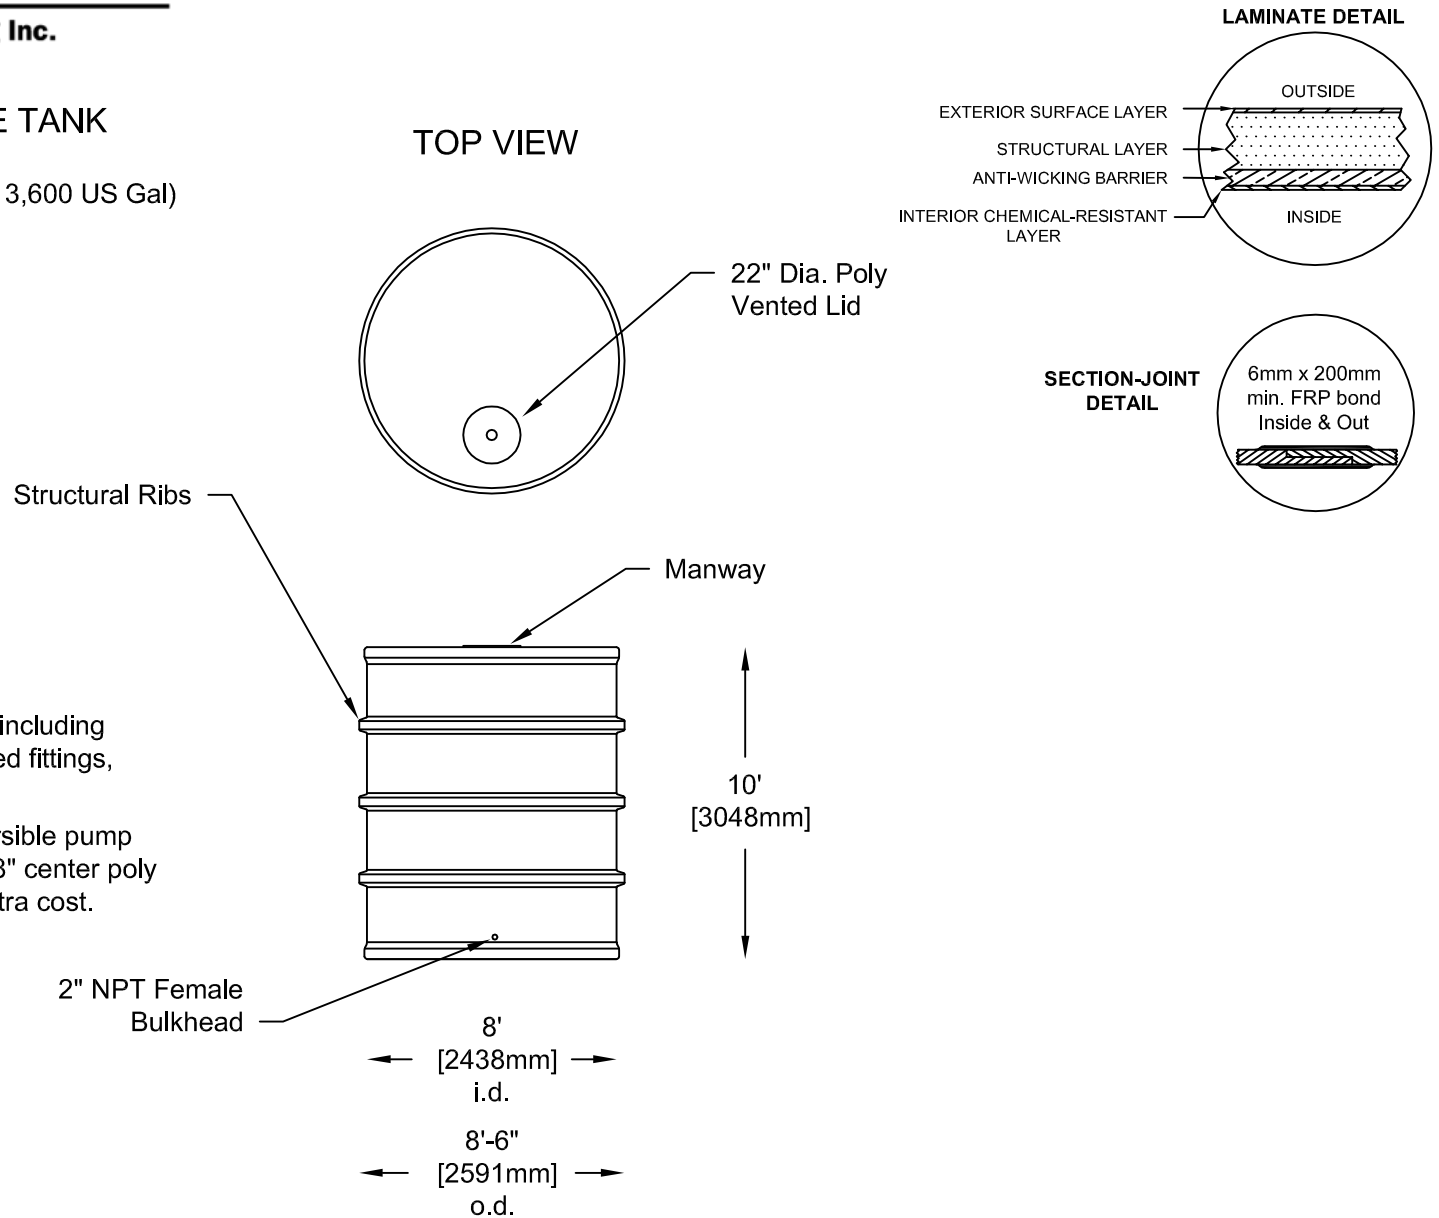 Inc.
E TANK
3,600 US Gal)
TOP VIEW
LAMINATE DETAIL
OUTSIDE
EXTERIOR SURFACE LAYER
STRUCTURAL LAYER
ANTI-WICKING BARRIER
INTERIOR CHEMICAL-RESISTANT
LAYER
INSIDE
22" Dia. Poly
Vented Lid
SECTION-JOINT
DETAIL
6mm x 200mm
min. FRP bond
Inside & Out
Structural Ribs
Manway
including
ed fittings,
rsible pump
3" center poly
tra cost.
10'
[3048mm]
2" NPT Female
Bulkhead
8'
[2438mm]
i.d.
8'-6"
[2591mm]
o.d.